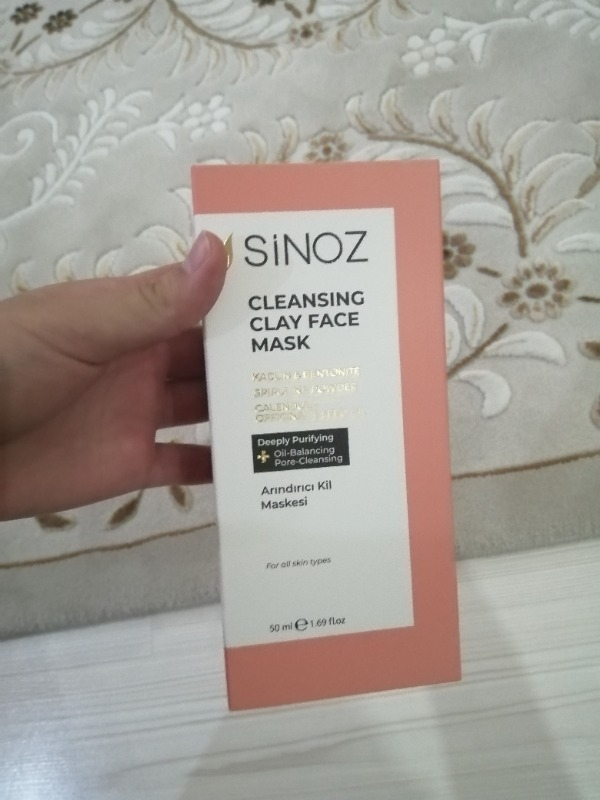 SiNOZ
CLEANSING
CLAY FACE
MASK
POWDER
Deeply Purifying
Oil-Balancing
Pore-Cleansing
Arındırıcı Kil
Maskesi
For all skin types
50 ml ℮ 1.69 fl.oz